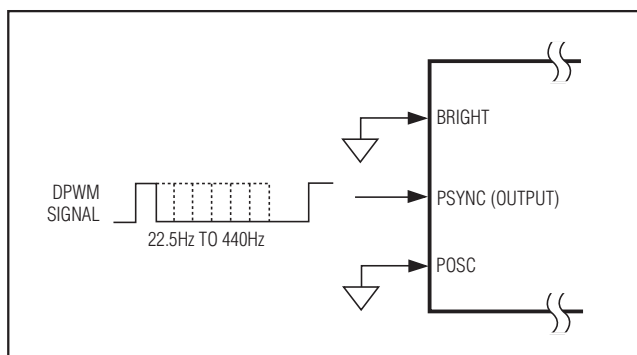 BRIGHT
DPWM
SIGNAL
22.5Hz TO 440Hz
PSYNC (OUTPUT)
POSC